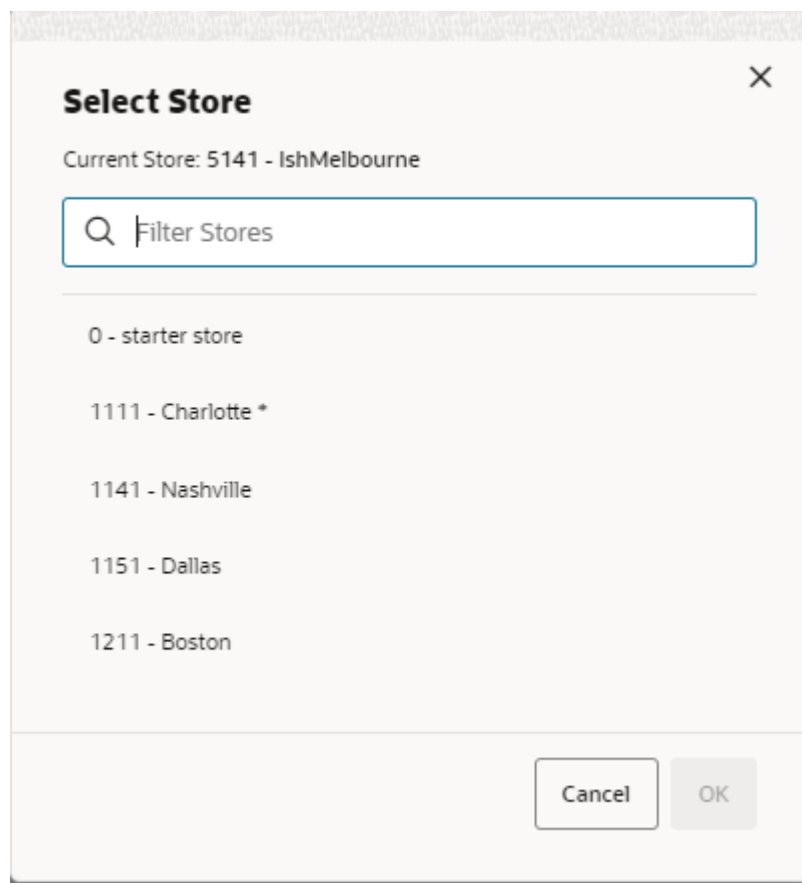 Select Store
Current Store: 5141 - IshMelbourne
Filter Stores
0 - starter store
1111 - Charlotte *
1141 - Nashville
1151 - Dallas
1211 - Boston
Cancel OK